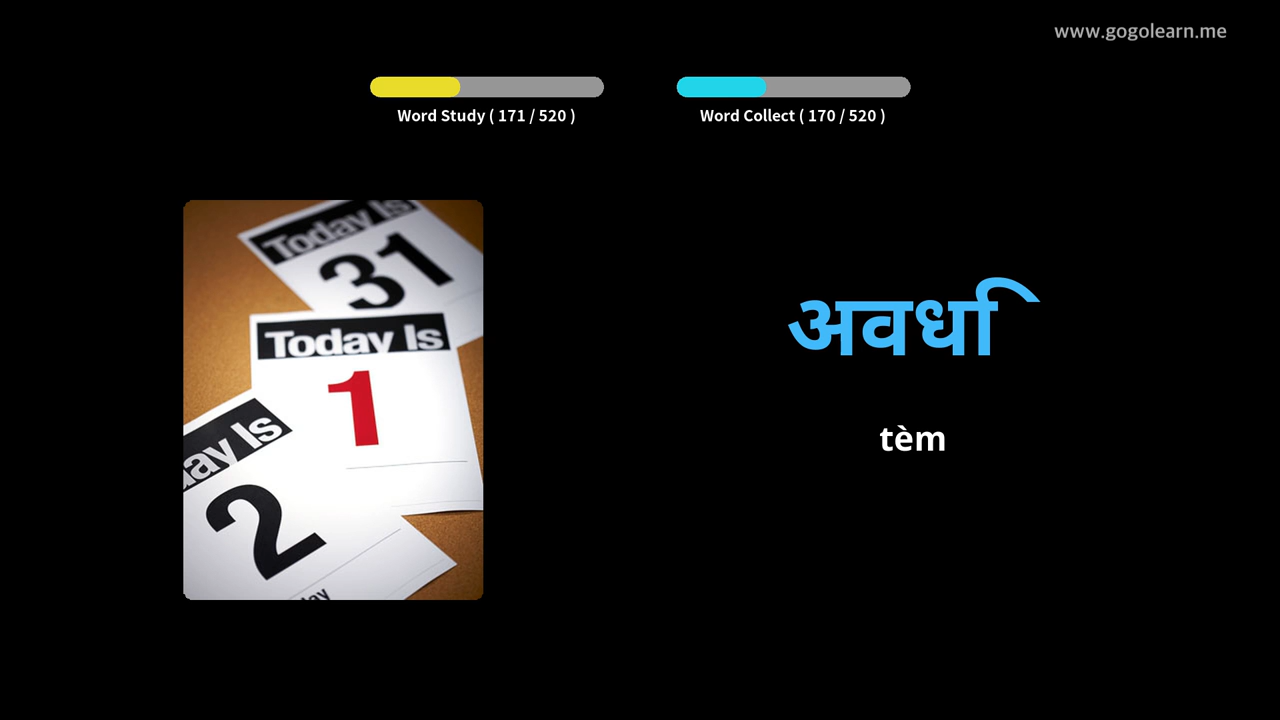 www.gogolearn.me
Word Study ( 171 / 520 )
Word Collect ( 170 / 520 )
Today Is
31
Today Is
1
ay Is
2
अवधि
tèm